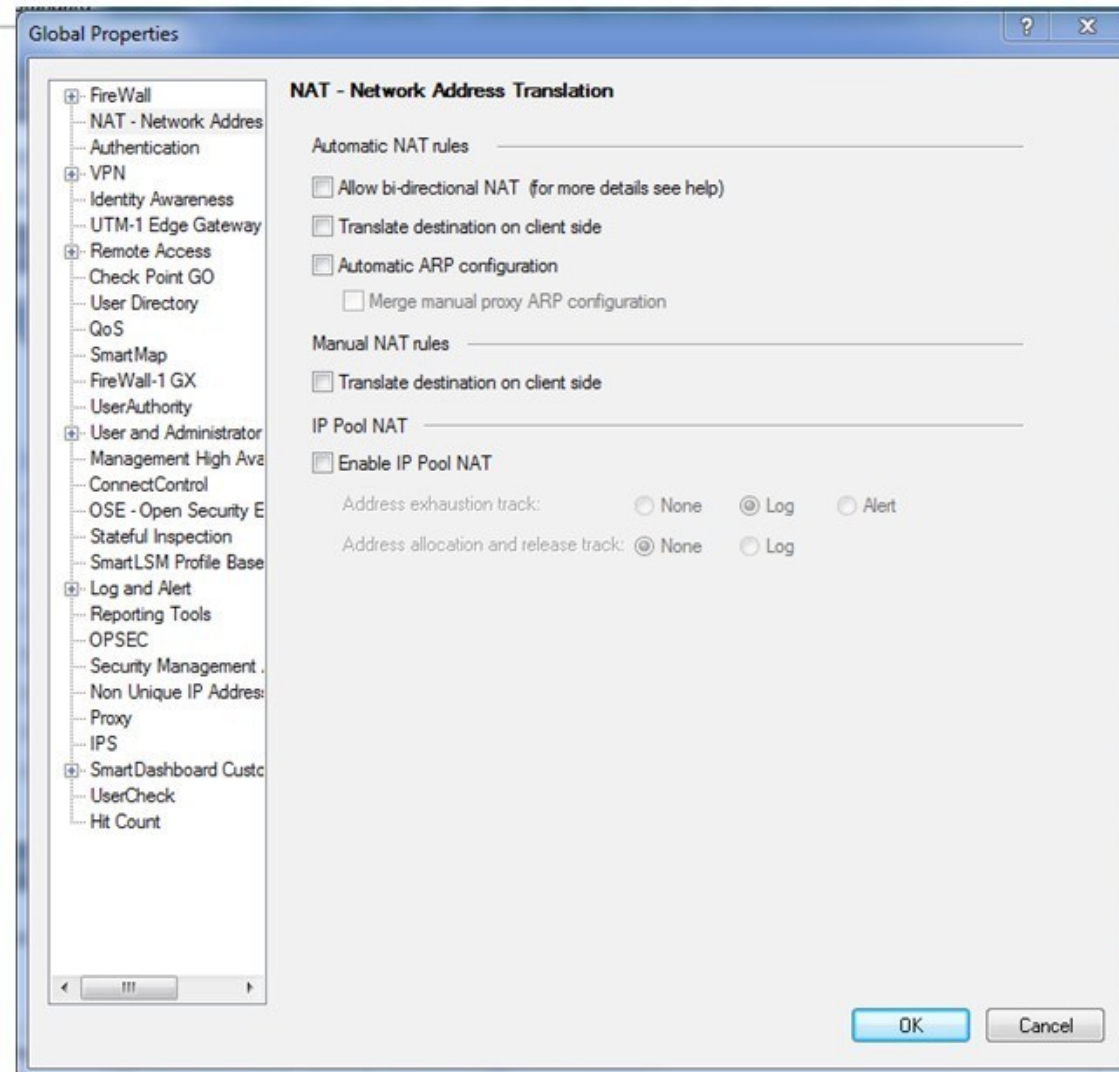 Global Properties
FireWall
NAT - Network Addres
Authentication
VPN
Identity Awareness
UTM-1 Edge Gateway
Remote Access
Check Point GO
User Directory
QoS
SmartMap
FireWall-1 GX
UserAuthority
User and Administrator
Management High Ava
ConnectControl
OSE - Open Security E
Stateful Inspection
SmartLSM Profile Base
Log and Alert
Reporting Tools
OPSEC
Security Management .
Non Unique IP Address
Proxy
IPS
SmartDashboard Custo
UserCheck
Hit Count
NAT - Network Address Translation
Automatic NAT rules
Allow bi-directional NAT (for more details see help)
Translate destination on client side
Automatic ARP configuration
Merge manual proxy ARP configuration
Manual NAT rules
Translate destination on client side
IP Pool NAT
Enable IP Pool NAT
Address exhaustion track: None Log Alert
Address allocation and release track: None Log
OK Cancel